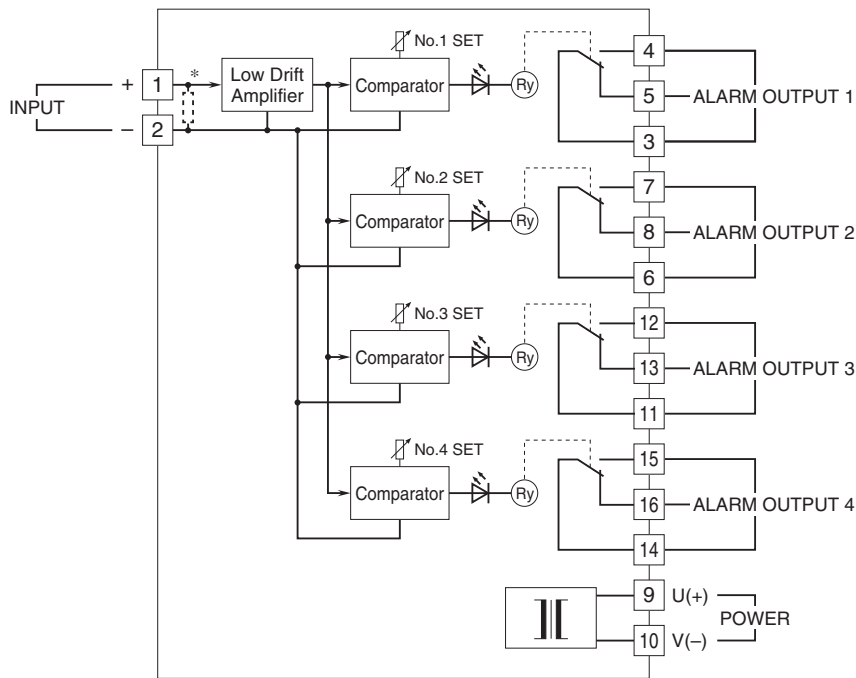 No.1 SET
*
Low Drift
Amplifier
Comparator
Ry
INPUT
+
1
−
2
4
5
3
ALARM OUTPUT 1
No.2 SET
Comparator
Ry
7
8
6
ALARM OUTPUT 2
No.3 SET
Comparator
Ry
12
13
11
ALARM OUTPUT 3
No.4 SET
Comparator
Ry
15
16
14
ALARM OUTPUT 4
9
U(+)
POWER
10
V(−)